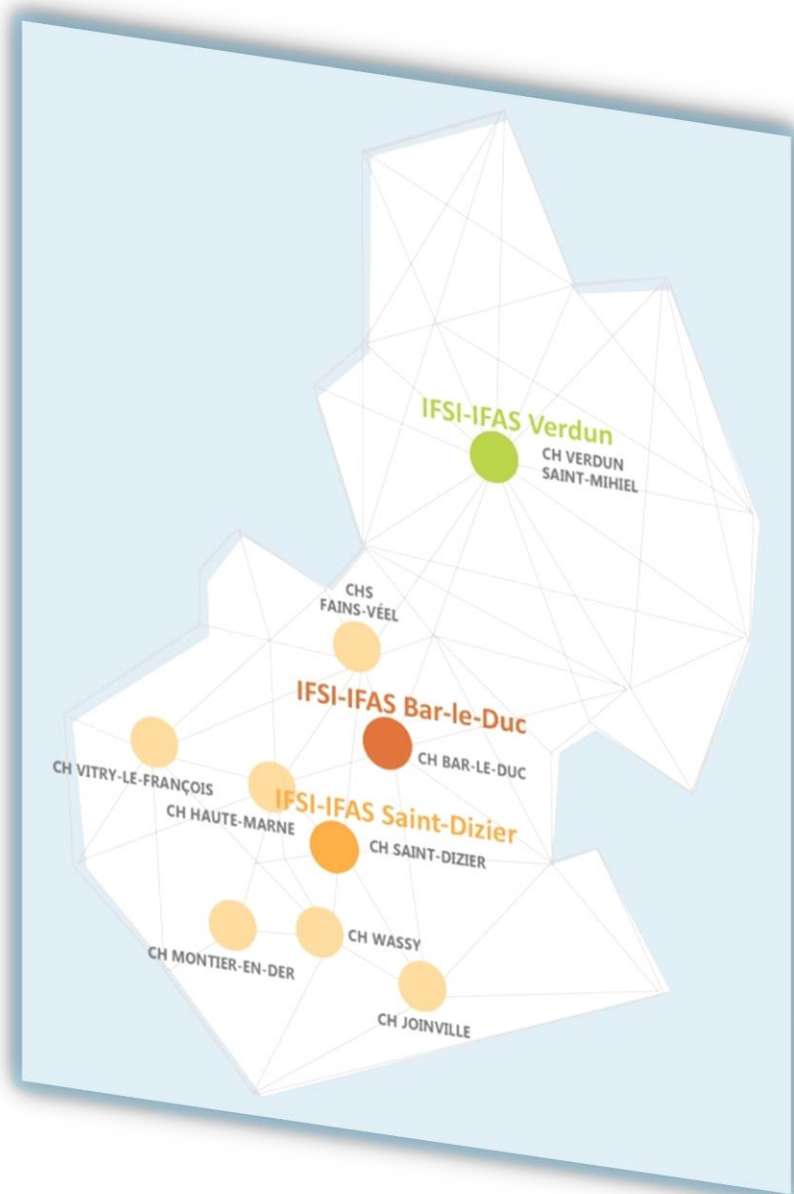 IFSI-IFAS Verdun
CH VERDUN
SAINT-MIHIEL
CHS
FAINS-VÉEL
IFSI-IFAS Bar-le-Duc
CH BAR-LE-DUC
CH VITRY-LE-FRANÇOIS
CH HAUTE-MARNE
IFSI-IFAS Saint-Dizier
CH SAINT-DIZIER
CH WASSY
CH MONTIER-EN-DER
CH JOINVILLE